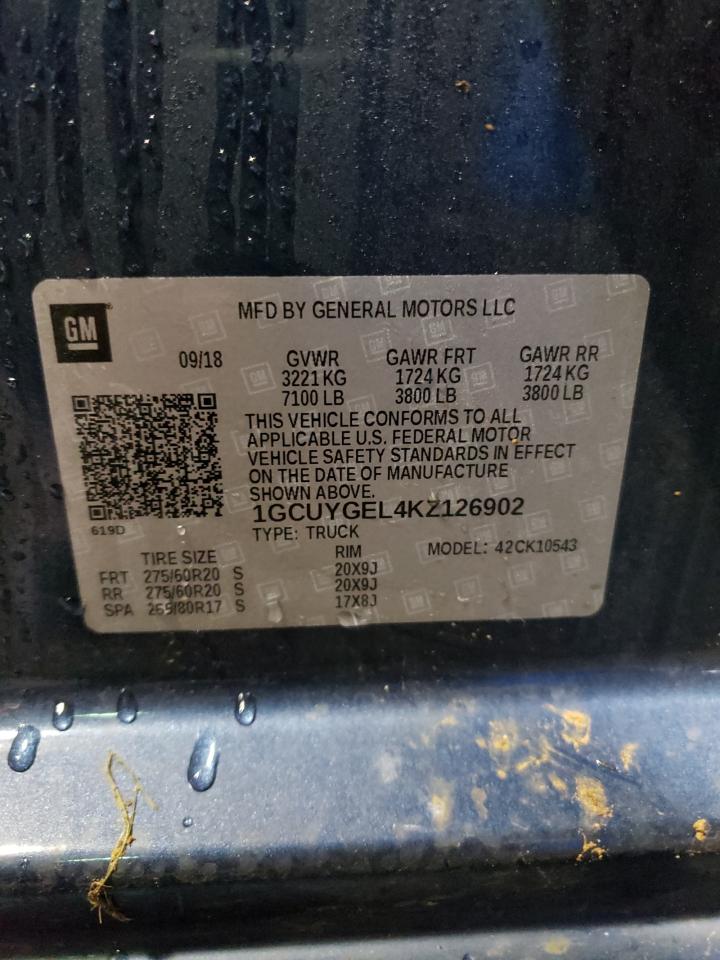 GM
MFD BY GENERAL MOTORS LLC
09/18 GVWR GAWR FRT GAWR RR
3221 KG 1724 KG 1724 KG
7100 LB 3800 LB 3800 LB
THIS VEHICLE CONFORMS TO ALL
APPLICABLE U.S. FEDERAL MOTOR
VEHICLE SAFETY STANDARDS IN EFFECT
ON THE DATE OF MANUFACTURE
SHOWN ABOVE.
1GCUYGEL4KZ126902
619D
TYPE: TRUCK
TIRE SIZE RIM MODEL: 42CK10543
FRT 275/60R20 S 20X9J
RR 275/60R20 S 20X9J
SPA 265/80R17 S 17X8J